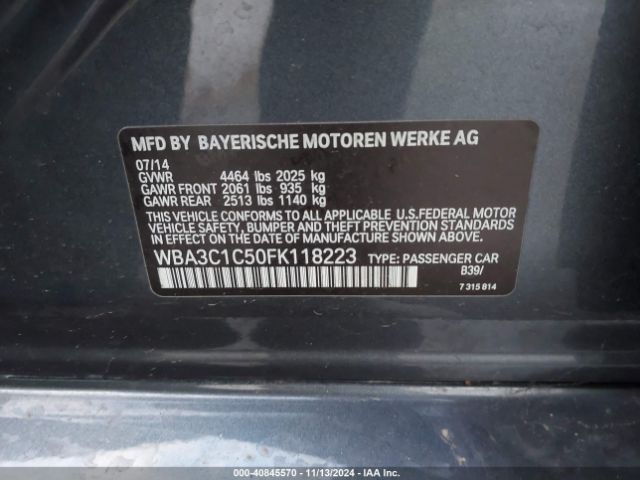 MFD BY BAYERISCHE MOTOREN WERKE AG
07/14
GVWR 4464 lbs 2025 kg
GAWR FRONT 2061 lbs 935 kg
GAWR REAR 2513 lbs 1140 kg
THIS VEHICLE CONFORMS TO ALL APPLICABLE U.S.FEDERAL MOTOR
VEHICLE SAFETY, BUMPER, AND THEFT PREVENTION STANDARDS
IN EFFECT ON THE DATE OF MANUFACTURE SHOWN ABOVE.
WBA3C1C50FK118223 TYPE: PASSENGER CAR
B39/
7 315 814
000-40845570 - 11/13/2024 - IAA Inc.